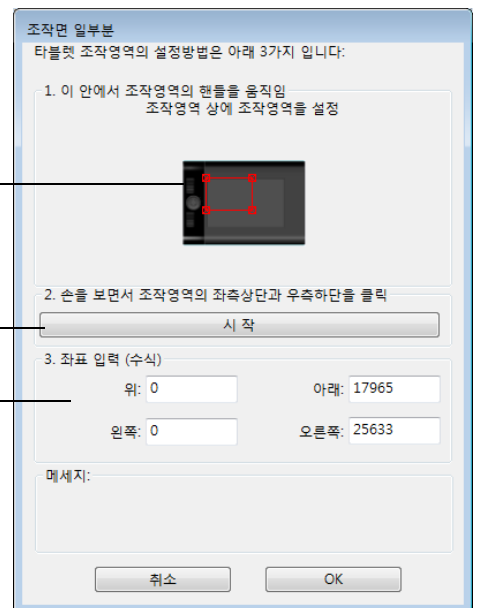 조작면 일부분
타블렛 조작영역의 설정방법은 아래 3가지 입니다:
1. 이 안에서 조작영역의 핸들을 움직임
조작영역 상에 조작영역을 설정
2. 손을 보면서 조작영역의 좌측상단과 우측하단을 클릭
시 작
3. 좌표 입력 (수식)
위: 0 아래: 17965
왼쪽: 0 오른쪽: 25633
메세지:
취소 OK